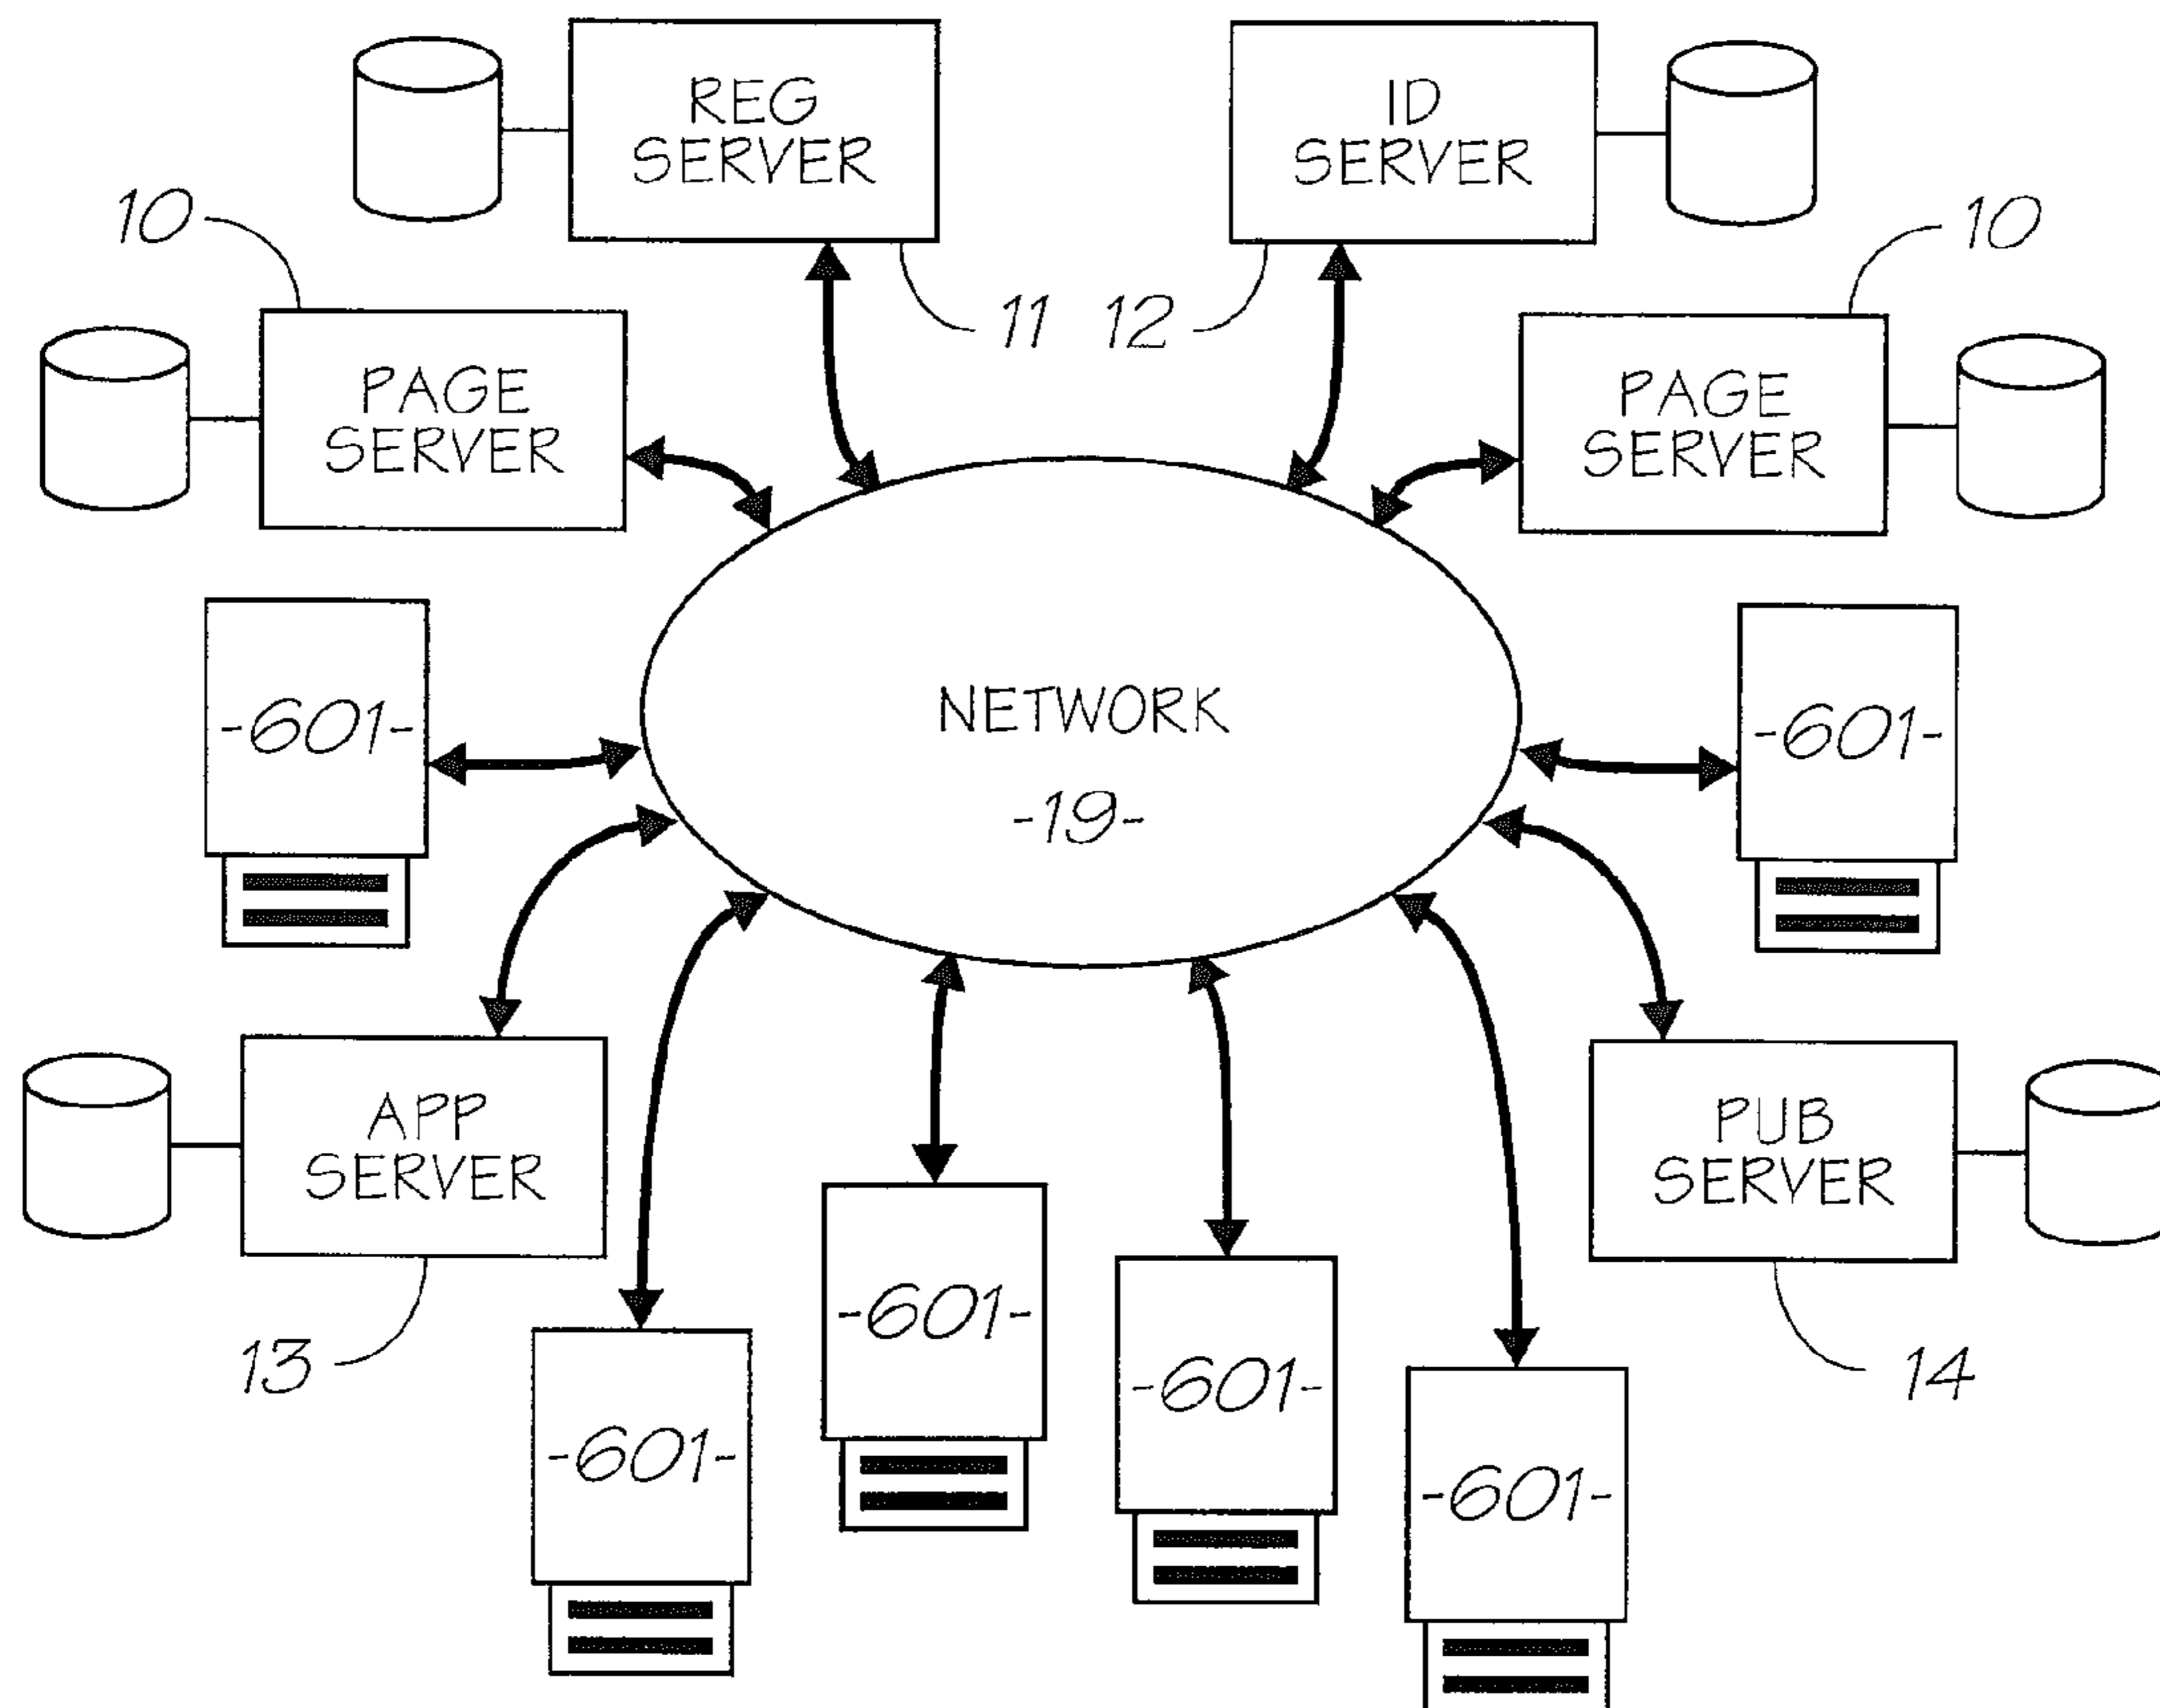 REG
SERVER
ID
SERVER
10
10
11
12
PAGE
SERVER
PAGE
SERVER
-601-
NETWORK
-19-
-601-
APP
SERVER
PUB
SERVER
13
-601-
-601-
-601-
-601-
14